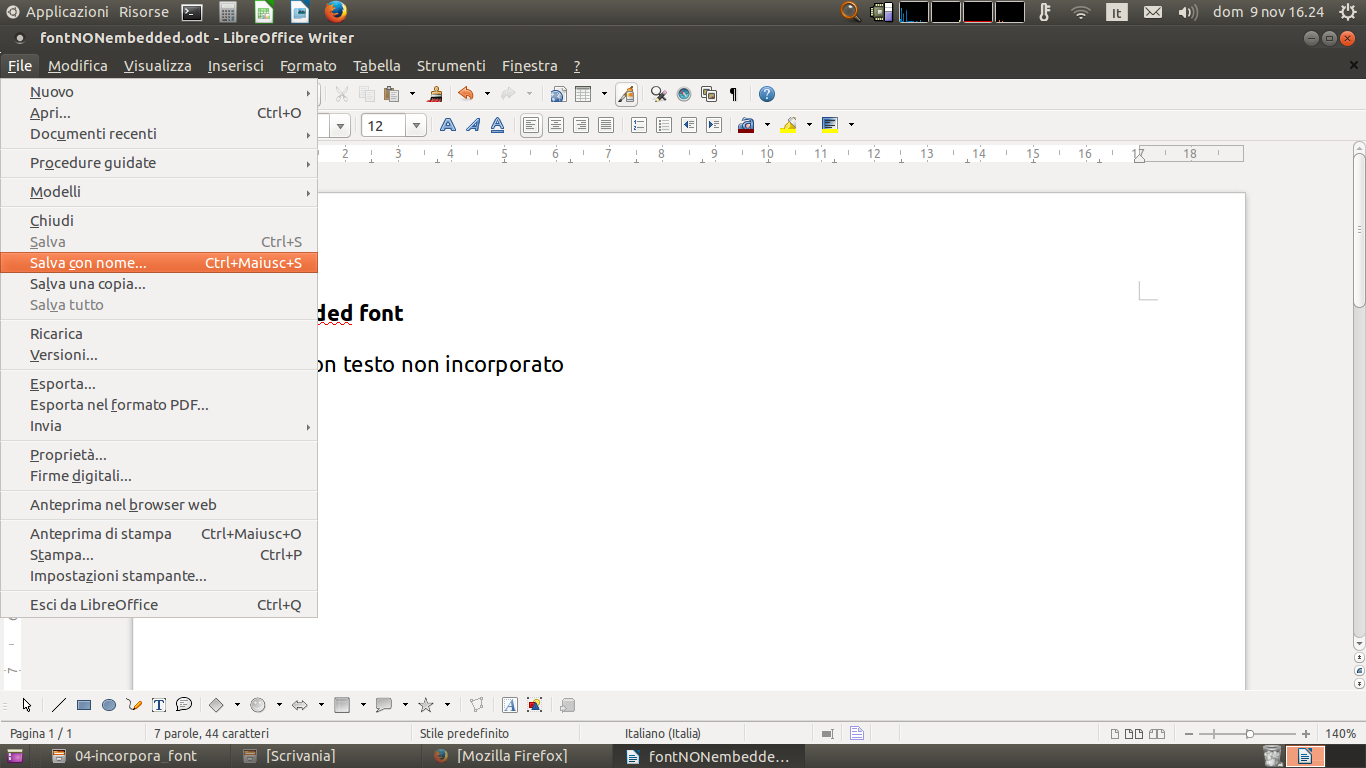 Applicazioni Risorse It dom 9 nov 16.24
fontNONembedded.odt - LibreOffice Writer
File Modifica Visualizza Inserisci Formato Tabella Strumenti Finestra ?
Nuovo
Apri... Ctrl+O
Documenti recenti
Procedure guidate
Modelli
Chiudi
Salva Ctrl+S
Salva con nome... Ctrl+Maiusc+S
Salva una copia...
Salva tutto
Ricarica
Versioni...
Esporta...
Esporta nel formato PDF...
Invia
Proprietà...
Firme digitali...
Anteprima nel browser web
Anteprima di stampa Ctrl+Maiusc+O
Stampa... Ctrl+P
Impostazioni stampante...
Esci da LibreOffice Ctrl+Q
12
2 3 4 5 6 7 8 9 10 11 12 13 14 15 16 17 18
ded font
on testo non incorporato
7
Pagina 1 / 1 7 parole, 44 caratteri Stile predefinito Italiano (Italia) 140%
04-incorpora_font [Scrivania] [Mozilla Firefox] fontNONembedde...